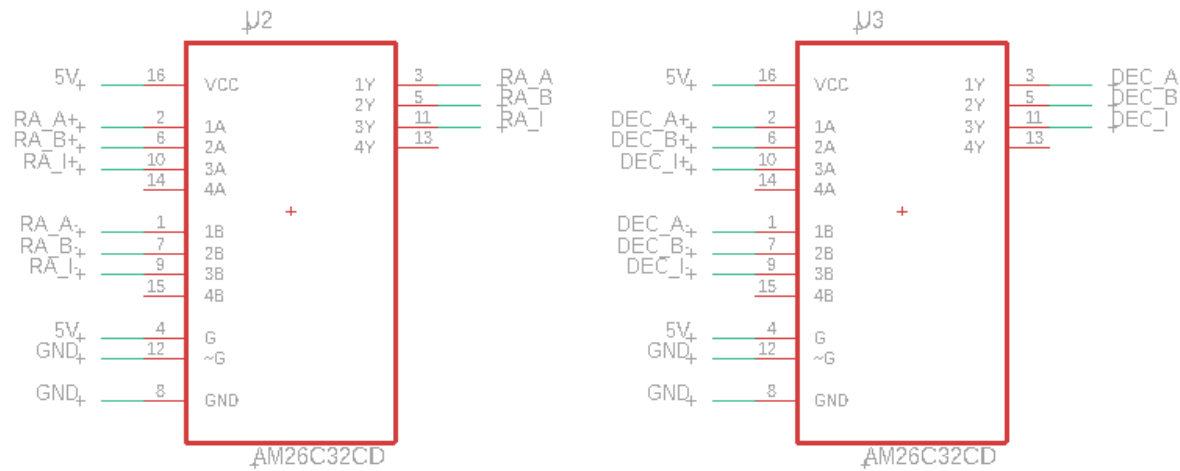 U2
5V 16 VCC 1Y 3 RA_A
2Y 5 RA_B
RA_A+ 2 1A 3Y 11 RA_I
RA_B+ 6 2A 4Y 13
RA_I+ 10 3A
14 4A
RA_A- 1 1B
RA_B- 7 2B
RA_I- 9 3B
15 4B
5V 4 G
GND 12 ~G
GND 8 GND
AM26C32CD
U3
5V 16 VCC 1Y 3 DEC_A
2Y 5 DEC_B
DEC_A+ 2 1A 3Y 11 DEC_I
DEC_B+ 6 2A 4Y 13
DEC_I+ 10 3A
14 4A
DEC_A- 1 1B
DEC_B- 7 2B
DEC_I- 9 3B
15 4B
5V 4 G
GND 12 ~G
GND 8 GND
AM26C32CD